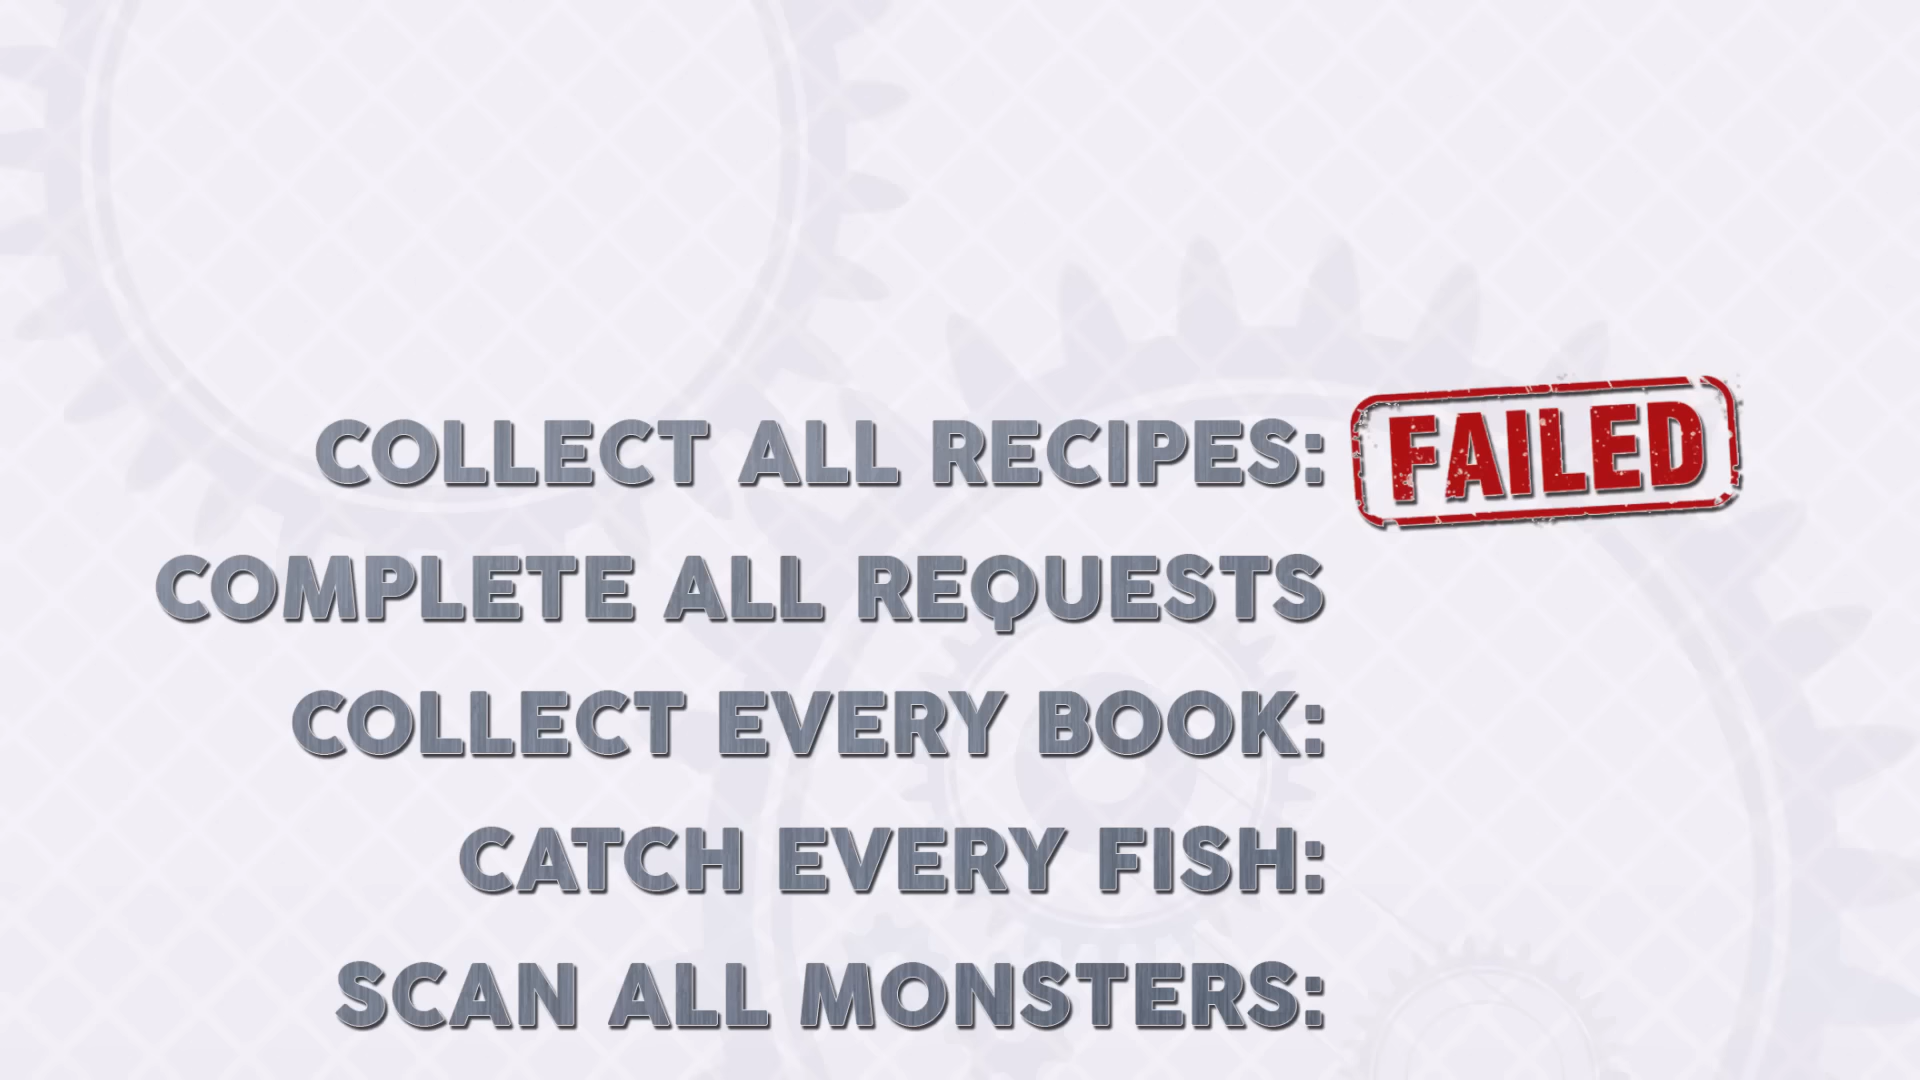 COLLECT ALL RECIPES: FAILED
COMPLETE ALL REQUESTS
COLLECT EVERY BOOK:
CATCH EVERY FISH:
SCAN ALL MONSTERS: